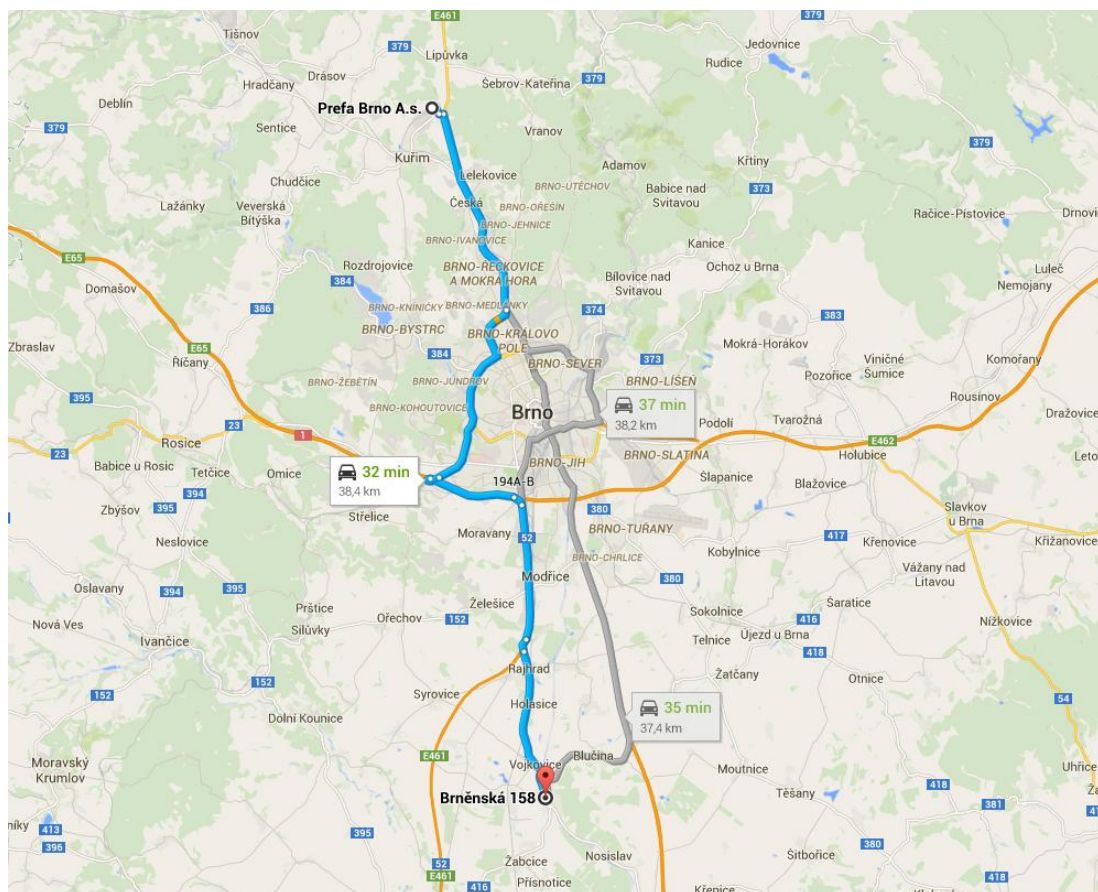 E461
Tišnov
379
Lipůvka
Jedovnice
379
Hradčany
Drásov
Šebrov-Kateřina
379
Rudice
373
Deblín
Prefa Brno A.s.
379
Sentice
Vranov
379
Kuřim
Adamov
Křtiny
Lelekovice
Chudčice
BRNO-ÚTĚCHOV
Babice nad
Svitavou
373
Lažánky
Veverská
Bítýška
Česká
BRNO-OŘEŠÍN
BRNO-JEHNICE
Račice-Pístovice
Drnovi
BRNO-IVANOVICE
Kanice
E65
Rozdrojovice
BRNO-ŘEČKOVICE
A MOKRÁ HORA
Ochoz u Brna
Luleč
Domašov
384
Bílovice nad
Svitavou
Nemojany
386
BRNO-KNÍNIČKY
BRNO-MEDLÁNKY
374
383
Zbraslav
E65
BRNO-BYSTRC
BRNO-KRÁLOVO
POLE
Mokrá-Horákov
Říčany
384
373
Viničné
Šumice
Komořany
BRNO-SEVER
Pozořice
395
BRNO-ŽEBĚTÍN
BRNO-JUNDROV
BRNO-LÍŠEŇ
Rousínov
BRNO-KOHOUTOVICE
Brno
37 min
38,2 km
Podolí
Tvarožná
Dražovice
23
1
E462
Rosice
Holubice
23
Babice u Rosic
Tetčice
Omice
32 min
38,4 km
BRNO-JIH
BRNO-SLATINA
Šlapanice
394
194A-B
Blažovice
Zbýšov
395
Střelice
380
Slavkov
u Brna
Moravany
52
BRNO-TUŘANY
417
Křenovice
Křižanovice
Neslovice
Kobylnice
BRNO-CHRLICE
Vážany nad
Litavou
Oslavany
394
Modřice
380
Prštice
Ořechov
152
Želešice
Sokolnice
Šaratice
416
Nová Ves
Silůvky
Telnice
Újezd u Brna
Nížkovice
Ivančice
418
152
Rajhrad
Žatčany
418
Otnice
152
Syrovice
Holasice
54
Dolní Kounice
35 min
37,4 km
E461
Blučina
Moravský
Krumlov
Vojkovice
Moutnice
Uhřice
Brněnská 158
Těšany
381
413
395
380
396
52
Nosislav
Šitbořice
Žabčice
418
416
Přísnotice
Křepice